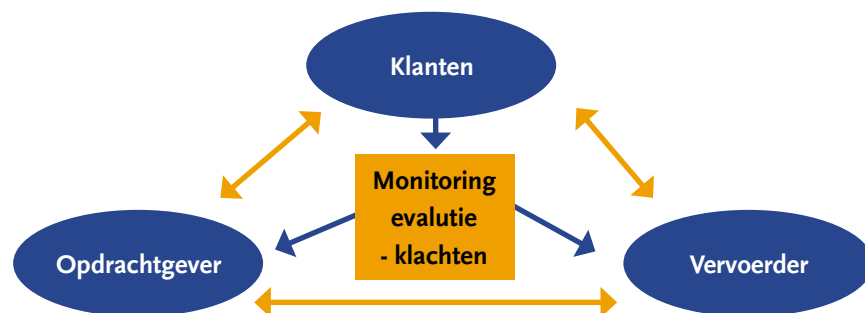 Klanten
Monitoring
evalutie
- klachten
Opdrachtgever
Vervoerder